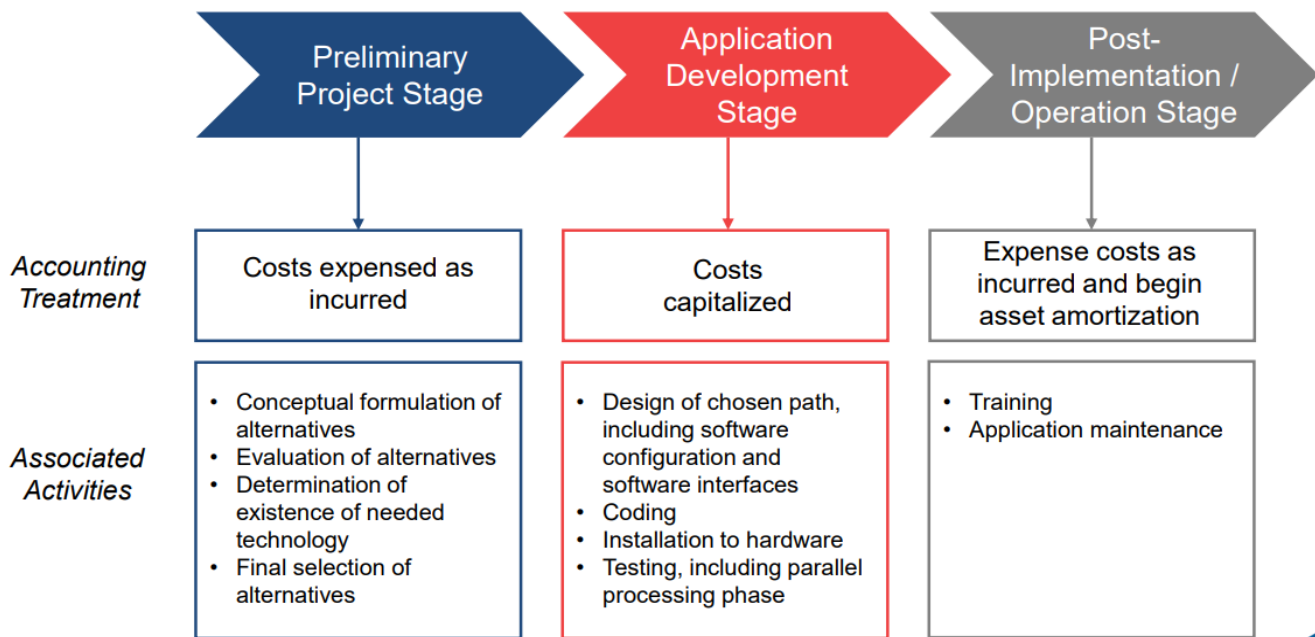 Preliminary
Project Stage
Application
Development
Stage
Post-
Implementation /
Operation Stage
Accounting
Treatment
Costs expensed as
incurred
Costs
capitalized
Expense costs as
incurred and begin
asset amortization
Associated
Activities
• Conceptual formulation of
alternatives
• Evaluation of alternatives
• Determination of
existence of needed
technology
• Final selection of
alternatives
• Design of chosen path,
including software
configuration and
software interfaces
• Coding
• Installation to hardware
• Testing, including parallel
processing phase
• Training
• Application maintenance